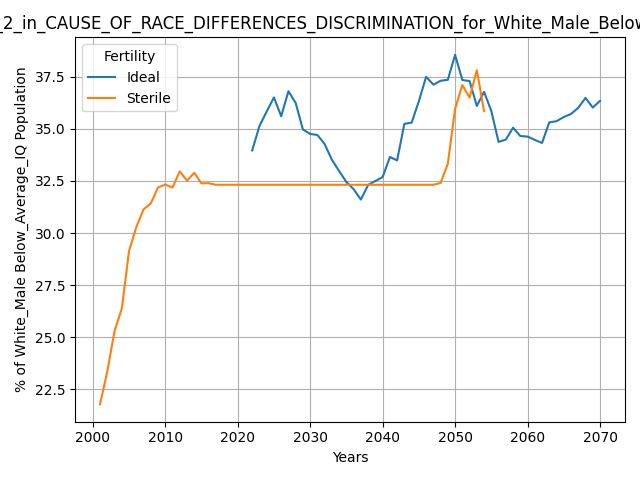 _2_in_CAUSE_OF_RACE_DIFFERENCES_DISCRIMINATION_for_White_Male_Below
Fertility
Ideal
Sterile
% of White_Male Below_Average_IQ Population
37.5
35.0
32.5
30.0
27.5
25.0
22.5
2000
2010
2020
2030
2040
2050
2060
2070
Years